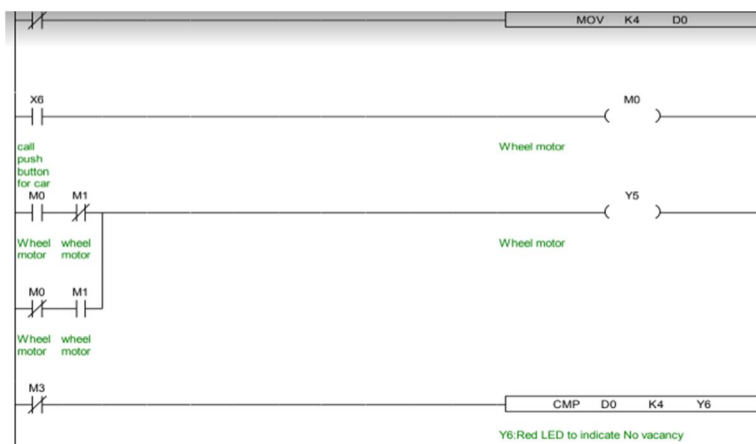 MOV K4 D0
X6 M0
call push button for car
Wheel motor
M0 M1 Y5
Wheel motor
wheel motor
Wheel motor
M0 M1
Wheel motor
wheel motor
M3
CMP D0 K4 Y6
Y6:Red LED to indicate No vacancy